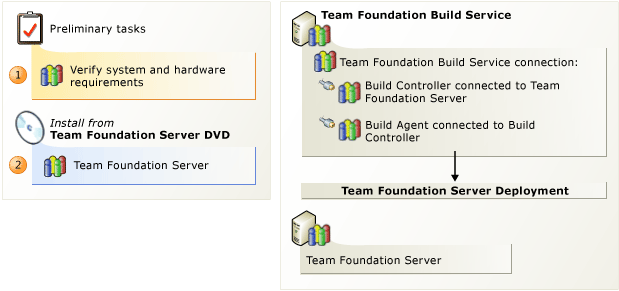 Preliminary tasks
1
Verify system and hardware
requirements
Install from
Team Foundation Server DVD
2
Team Foundation Server
Team Foundation Build Service
Team Foundation Build Service connection:
Build Controller connected to Team
Foundation Server
Build Agent connected to Build
Controller
Team Foundation Server Deployment
Team Foundation Server